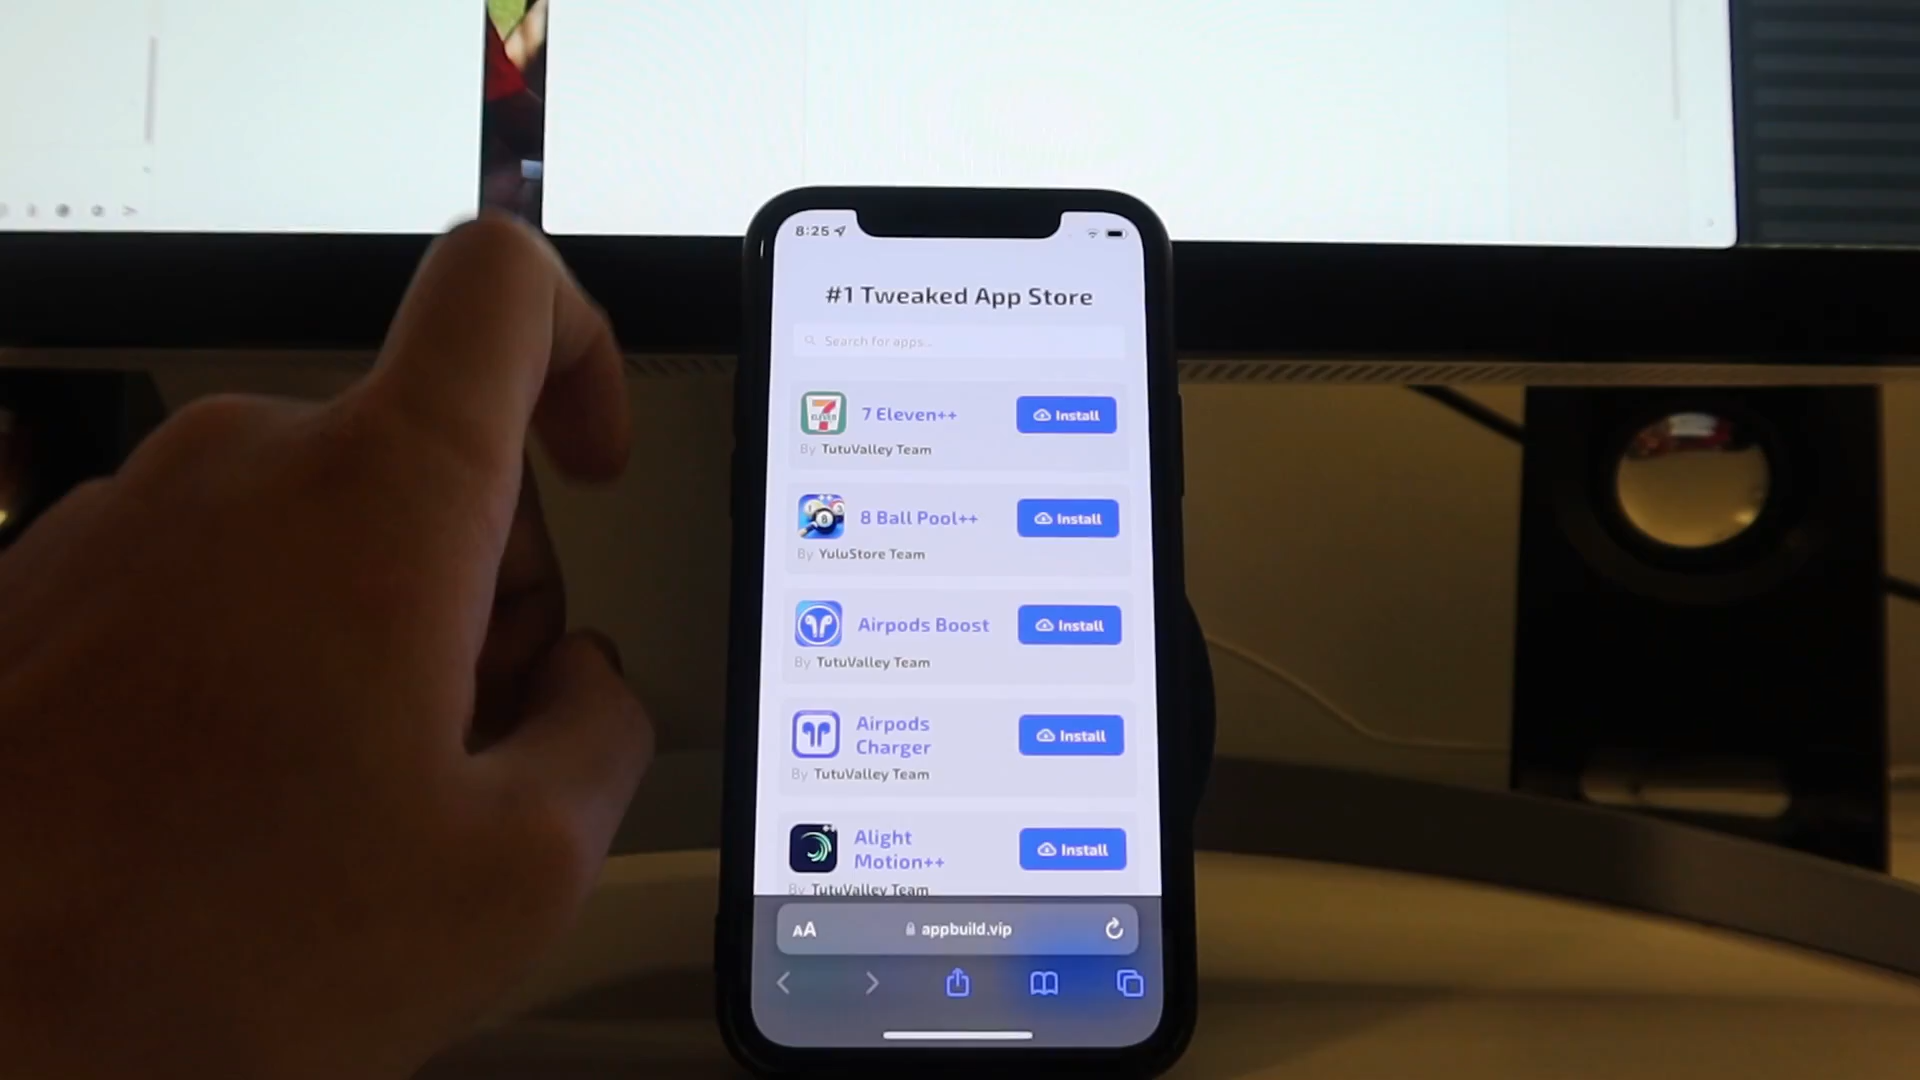 8:25
#1 Tweaked App Store
Search for apps...
7 Eleven++
Install
By TutuValley Team
8 Ball Pool++
Install
By YuluStore Team
Airpods Boost
Install
By TutuValley Team
Airpods
Charger
Install
By TutuValley Team
Alight
Motion++
Install
By TutuValley Team
AA
appbuild.vip